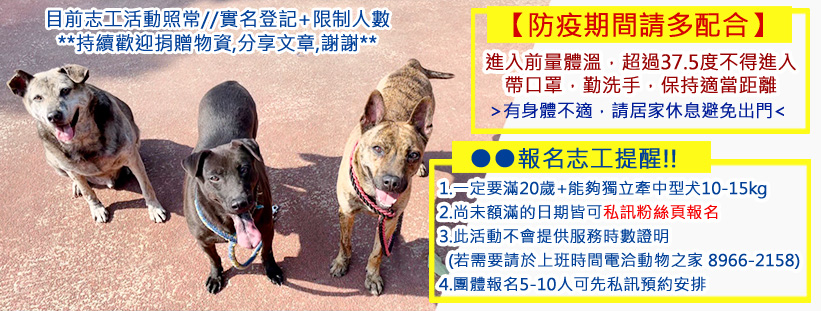 目前志工活動照常//實名登記+限制人數
**持續歡迎捐贈物資,分享文章,謝謝**
【防疫期間請多配合】
進入前量體溫，超過37.5度不得進入
帶口罩，勤洗手，保持適當距離
>有身體不適，請居家休息避免出門<
●●報名志工提醒!!
1.一定要滿20歲+能夠獨立牽中型犬10-15kg
2.尚未額滿的日期皆可私訊粉絲頁報名
3.此活動不會提供服務時數證明
(若需要請於上班時間電洽動物之家 8966-2158)
4.團體報名5-10人可先私訊預約安排